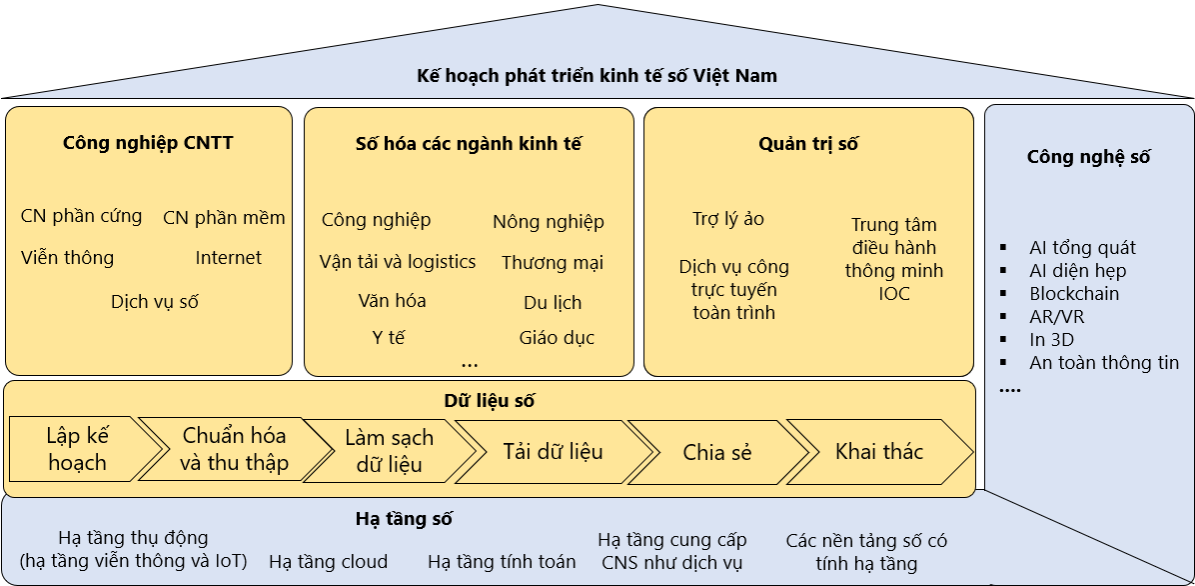 Kế hoạch phát triển kinh tế số Việt Nam
Công nghiệp CNTT
CN phần cứng
CN phần mềm
Viễn thông
Internet
Dịch vụ số
Số hóa các ngành kinh tế
Công nghiệp
Nông nghiệp
Vận tải và logistics
Thương mại
Văn hóa
Du lịch
Y tế
Giáo dục
...
Quản trị số
Trợ lý ảo
Dịch vụ công
trực tuyến
toàn trình
Trung tâm
điều hành
thông minh
IOC
Công nghệ số
▪ AI tổng quát
▪ AI diện hẹp
▪ Blockchain
▪ AR/VR
▪ In 3D
▪ An toàn thông tin
....
Dữ liệu số
Lập kế
hoạch
Chuẩn hóa
và thu thập
Làm sạch
dữ liệu
Tải dữ liệu
Chia sẻ
Khai thác
Hạ tầng số
Hạ tầng thụ động
(hạ tầng viễn thông và IoT)
Hạ tầng cloud
Hạ tầng tính toán
Hạ tầng cung cấp
CNS như dịch vụ
Các nền tảng số có
tính hạ tầng